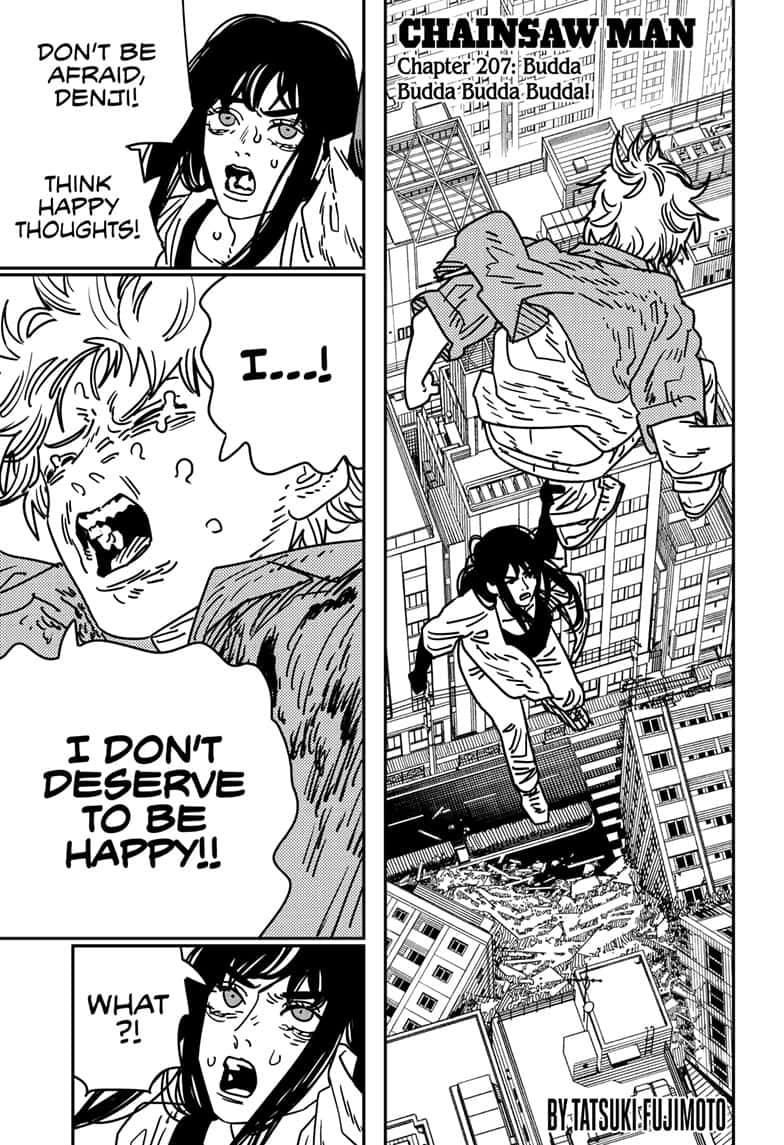 CHAINSAW MAN
Chapter 207: Budda
Budda Budda Budda!
DON'T BE
AFRAID,
DENJI!
THINK
HAPPY
THOUGHTS!
I...!
I DON'T
DESERVE
TO BE
HAPPY!!
WHAT
?!
BY TATSUKI FUJIMOTO